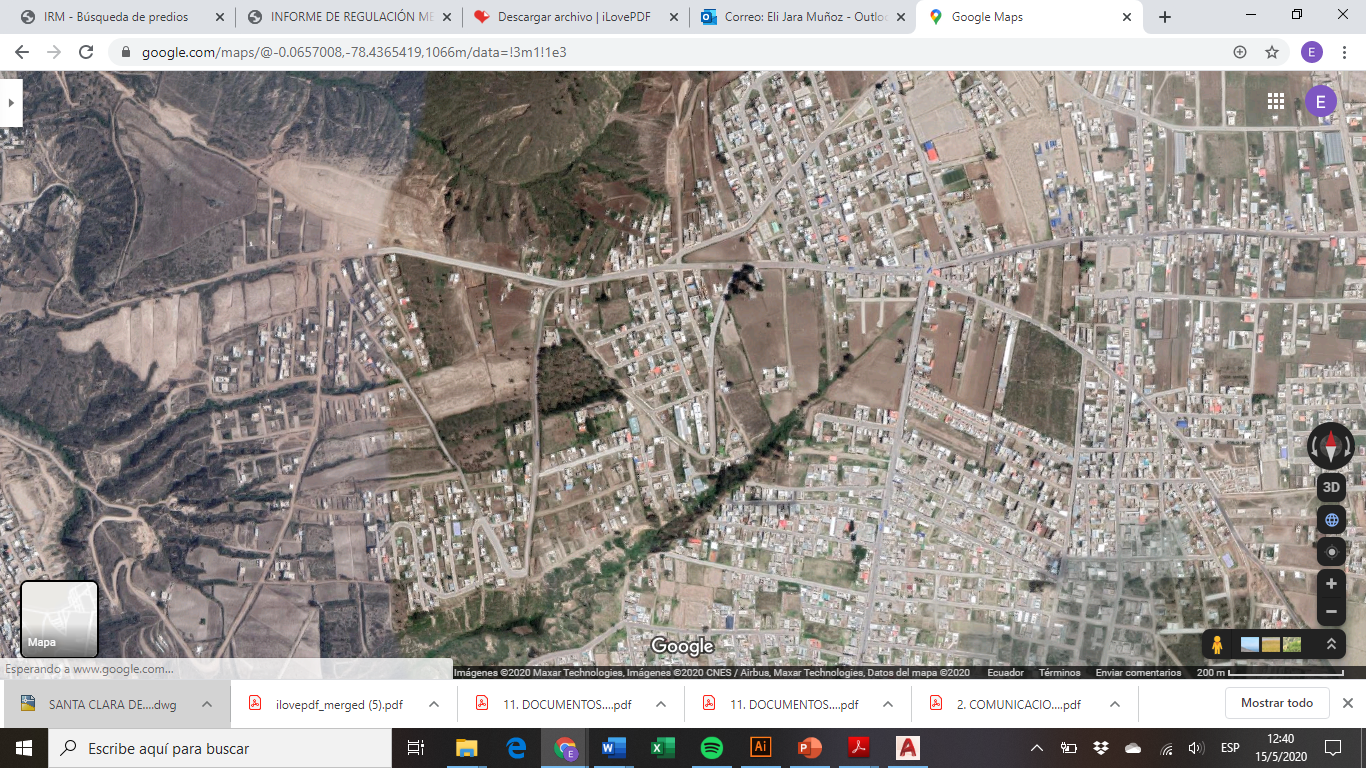 IRM - Búsqueda de predios
INFORME DE REGULACIÓN ME
Descargar archivo | iLovePDF
Correo: Eli Jara Muñoz - Outlo
Google Maps
google.com/maps/@-0.0657008,-78.4365419,1066m/data=!3m1!1e3
E
E
3D
Mapa
Google
Esperando a www.google.com...
Imágenes ©2020 Maxar Technologies, Imágenes ©2020 CNES / Airbus, Maxar Technologies, Datos del mapa ©2020 Ecuador Términos Enviar comentarios 200 m
SANTA CLARA DE....dwg
ilovepdf_merged (5).pdf
11. DOCUMENTOS....pdf
11. DOCUMENTOS....pdf
2. COMUNICACIO....pdf
Mostrar todo
Escribe aquí para buscar
ESP
12:40
15/5/2020